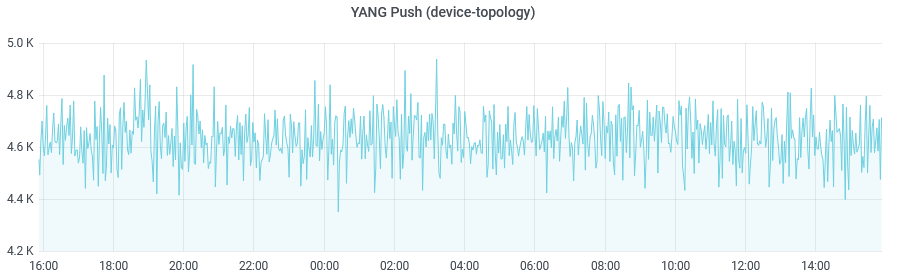 YANG Push (device-topology)
5.0 K
4.8 K
4.6 K
4.4 K
4.2 K
16:00 18:00 20:00 22:00 00:00 02:00 04:00 06:00 08:00 10:00 12:00 14:00